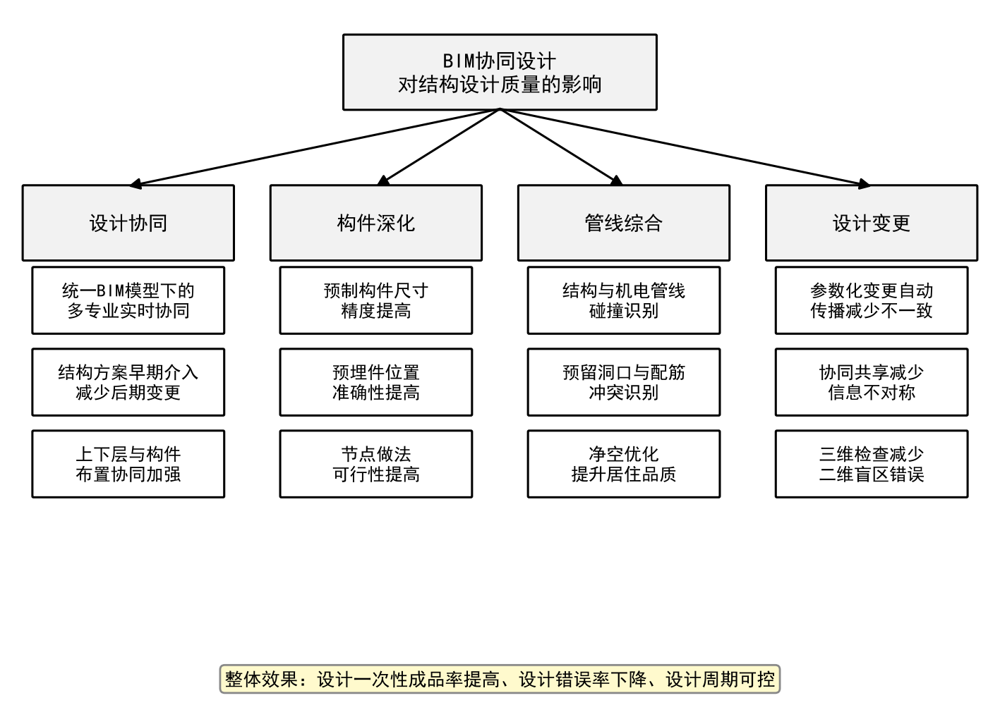 BIM协同设计
对结构设计质量的影响
设计协同
构件深化
管线综合
设计变更
统一BIM模型下的
多专业实时协同
预制构件尺寸
精度提高
结构与机电管线
碰撞识别
参数化变更自动
传播减少不一致
结构方案早期介入
减少后期变更
预埋件位置
准确性提高
预留洞口与配筋
冲突识别
协同共享减少
信息不对称
上下层与构件
布置协同加强
节点做法
可行性提高
净空优化
提升居住品质
三维检查减少
二维盲区错误
整体效果：设计一次性成品率提高、设计错误率下降、设计周期可控